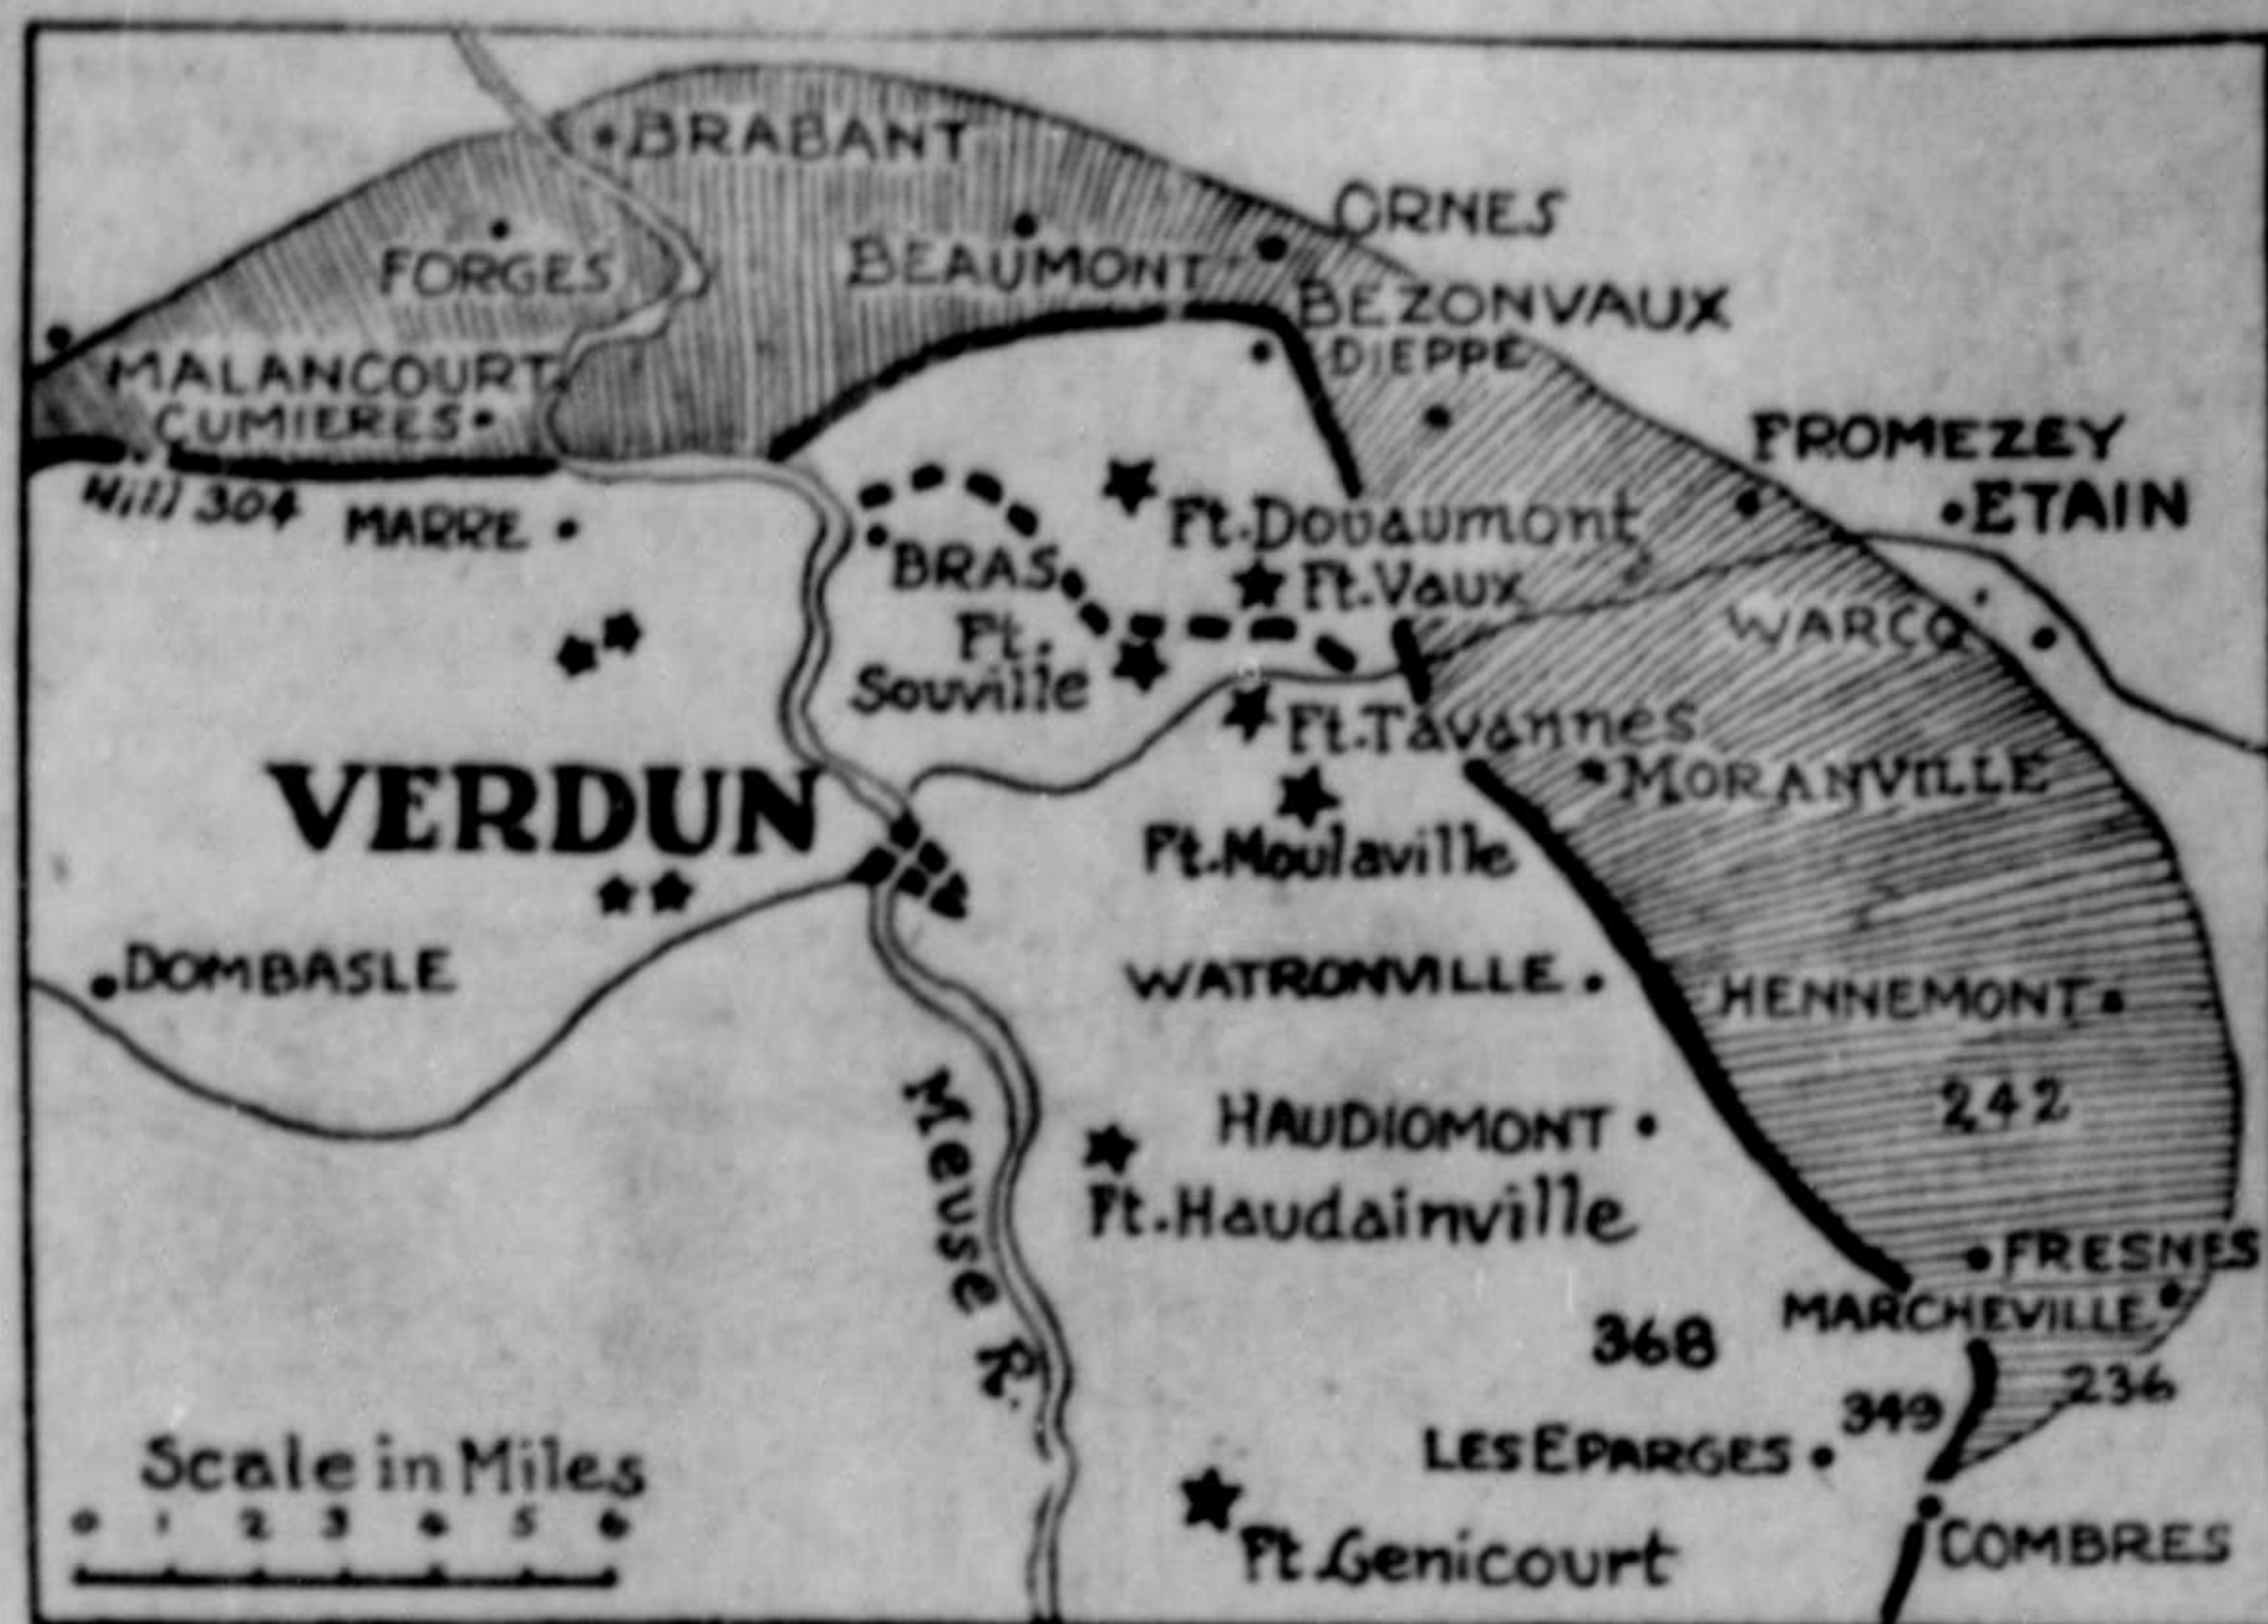 BRABANT
ORNES
FORGES
BEAUMONT
BEZONVAUX
DIEPPE
MALANCOURT
CUMIERES
FROMEZEY
ETAIN
Hill 304
MARRE
Ft. Douaumont
BRAS
Ft. Vaux
WARCQ
Ft.
Souville
Ft. Tavannes
MORANVILLE
VERDUN
Ft. Moulaville
DOMBASLE
WATRONVILLE
HENNEMONT
242
HAUDIOMONT
Meuse R.
Ft. Haudainville
FRESNES
MARCHEVILLE
368
236
349
LES EPARGES
Scale in Miles
0 1 2 3 4 5 6
Ft. Genicourt
COMBRES